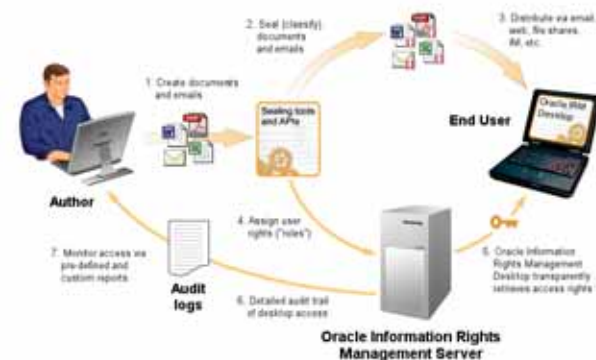 2. Seal (classify)
documents
and emails
3. Distribute via email,
web, file shares,
IM, etc.
1. Create documents
and emails
Sealing tools
and APIs
Oracle IRM
Desktop
End User
Author
4. Assign user
rights ("roles")
5. Oracle Information
Rights Management
Desktop transparently
retrieves access rights
7. Monitor access via
pre-defined and
custom reports
Audit
logs
6. Detailed audit trail
of desktop access
Oracle Information Rights
Management Server